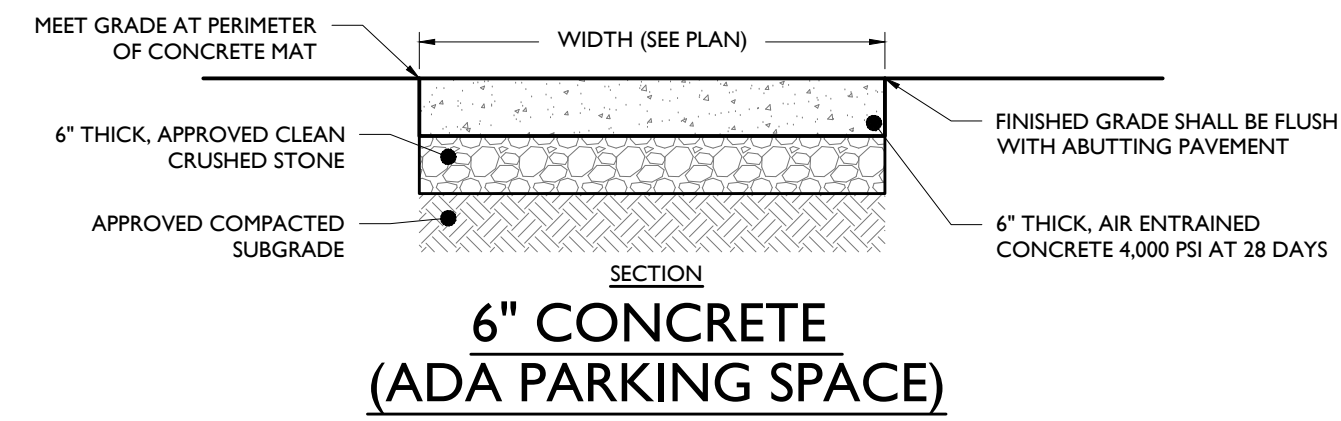 MEET GRADE AT PERIMETER
OF CONCRETE MAT
WIDTH (SEE PLAN)
6" THICK, APPROVED CLEAN
CRUSHED STONE
FINISHED GRADE SHALL BE FLUSH
WITH ABUTTING PAVEMENT
APPROVED COMPACTED
SUBGRADE
6" THICK, AIR ENTRAINED
CONCRETE 4,000 PSI AT 28 DAYS
SECTION
6" CONCRETE
(ADA PARKING SPACE)